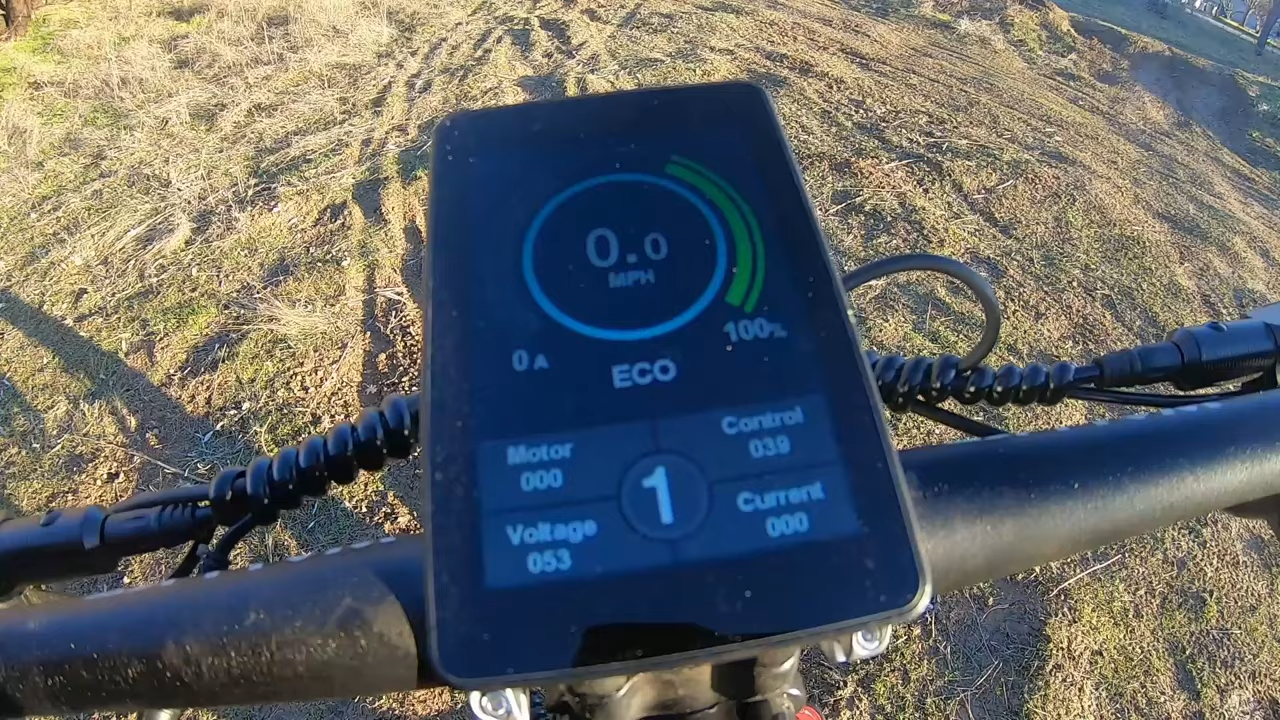 0.0
MPH
100%
0 A
ECO
Motor
000
Control
039
1
Voltage
053
Current
000